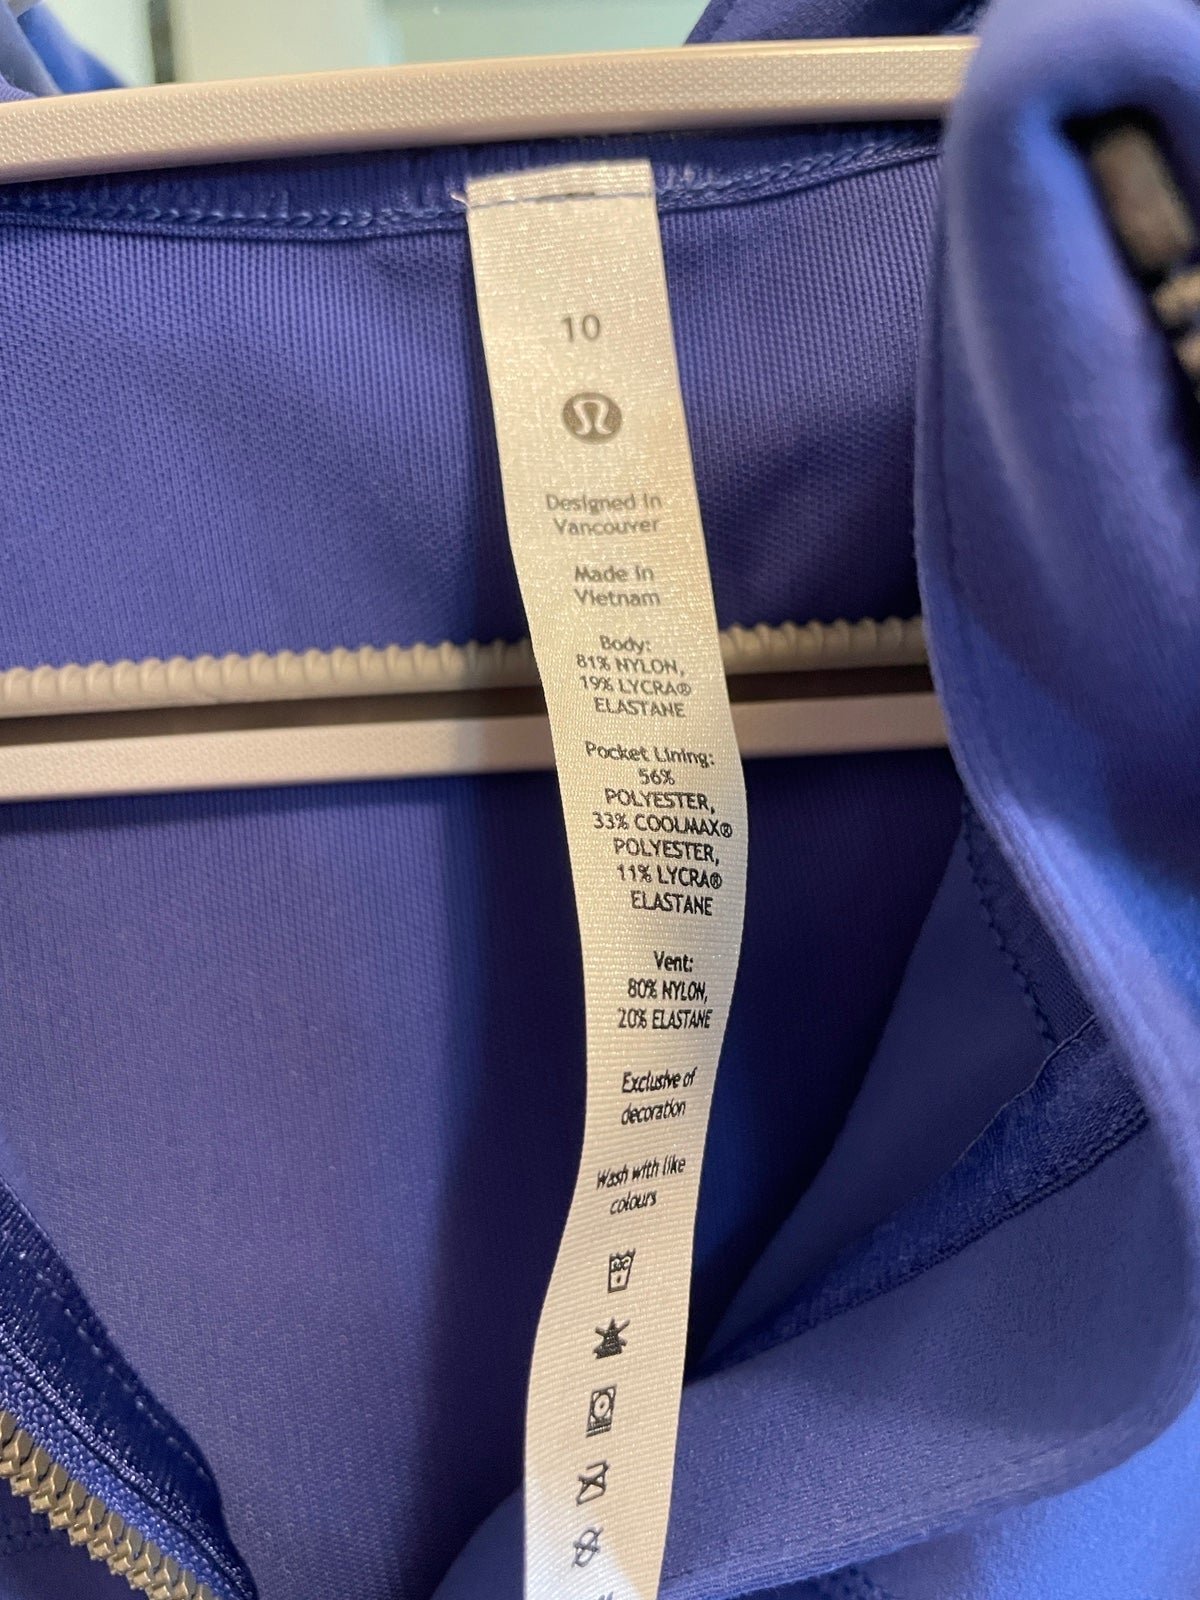 10
Designed in
Vancouver
Made in
Vietnam
Body:
81% NYLON,
19% LYCRA®
ELASTANE
Pocket Lining:
56%
POLYESTER,
33% COOLMAX®
POLYESTER,
11% LYCRA®
ELASTANE
Vent:
80% NYLON,
20% ELASTANE
Exclusive of
decoration
Wash with like
colours
30C